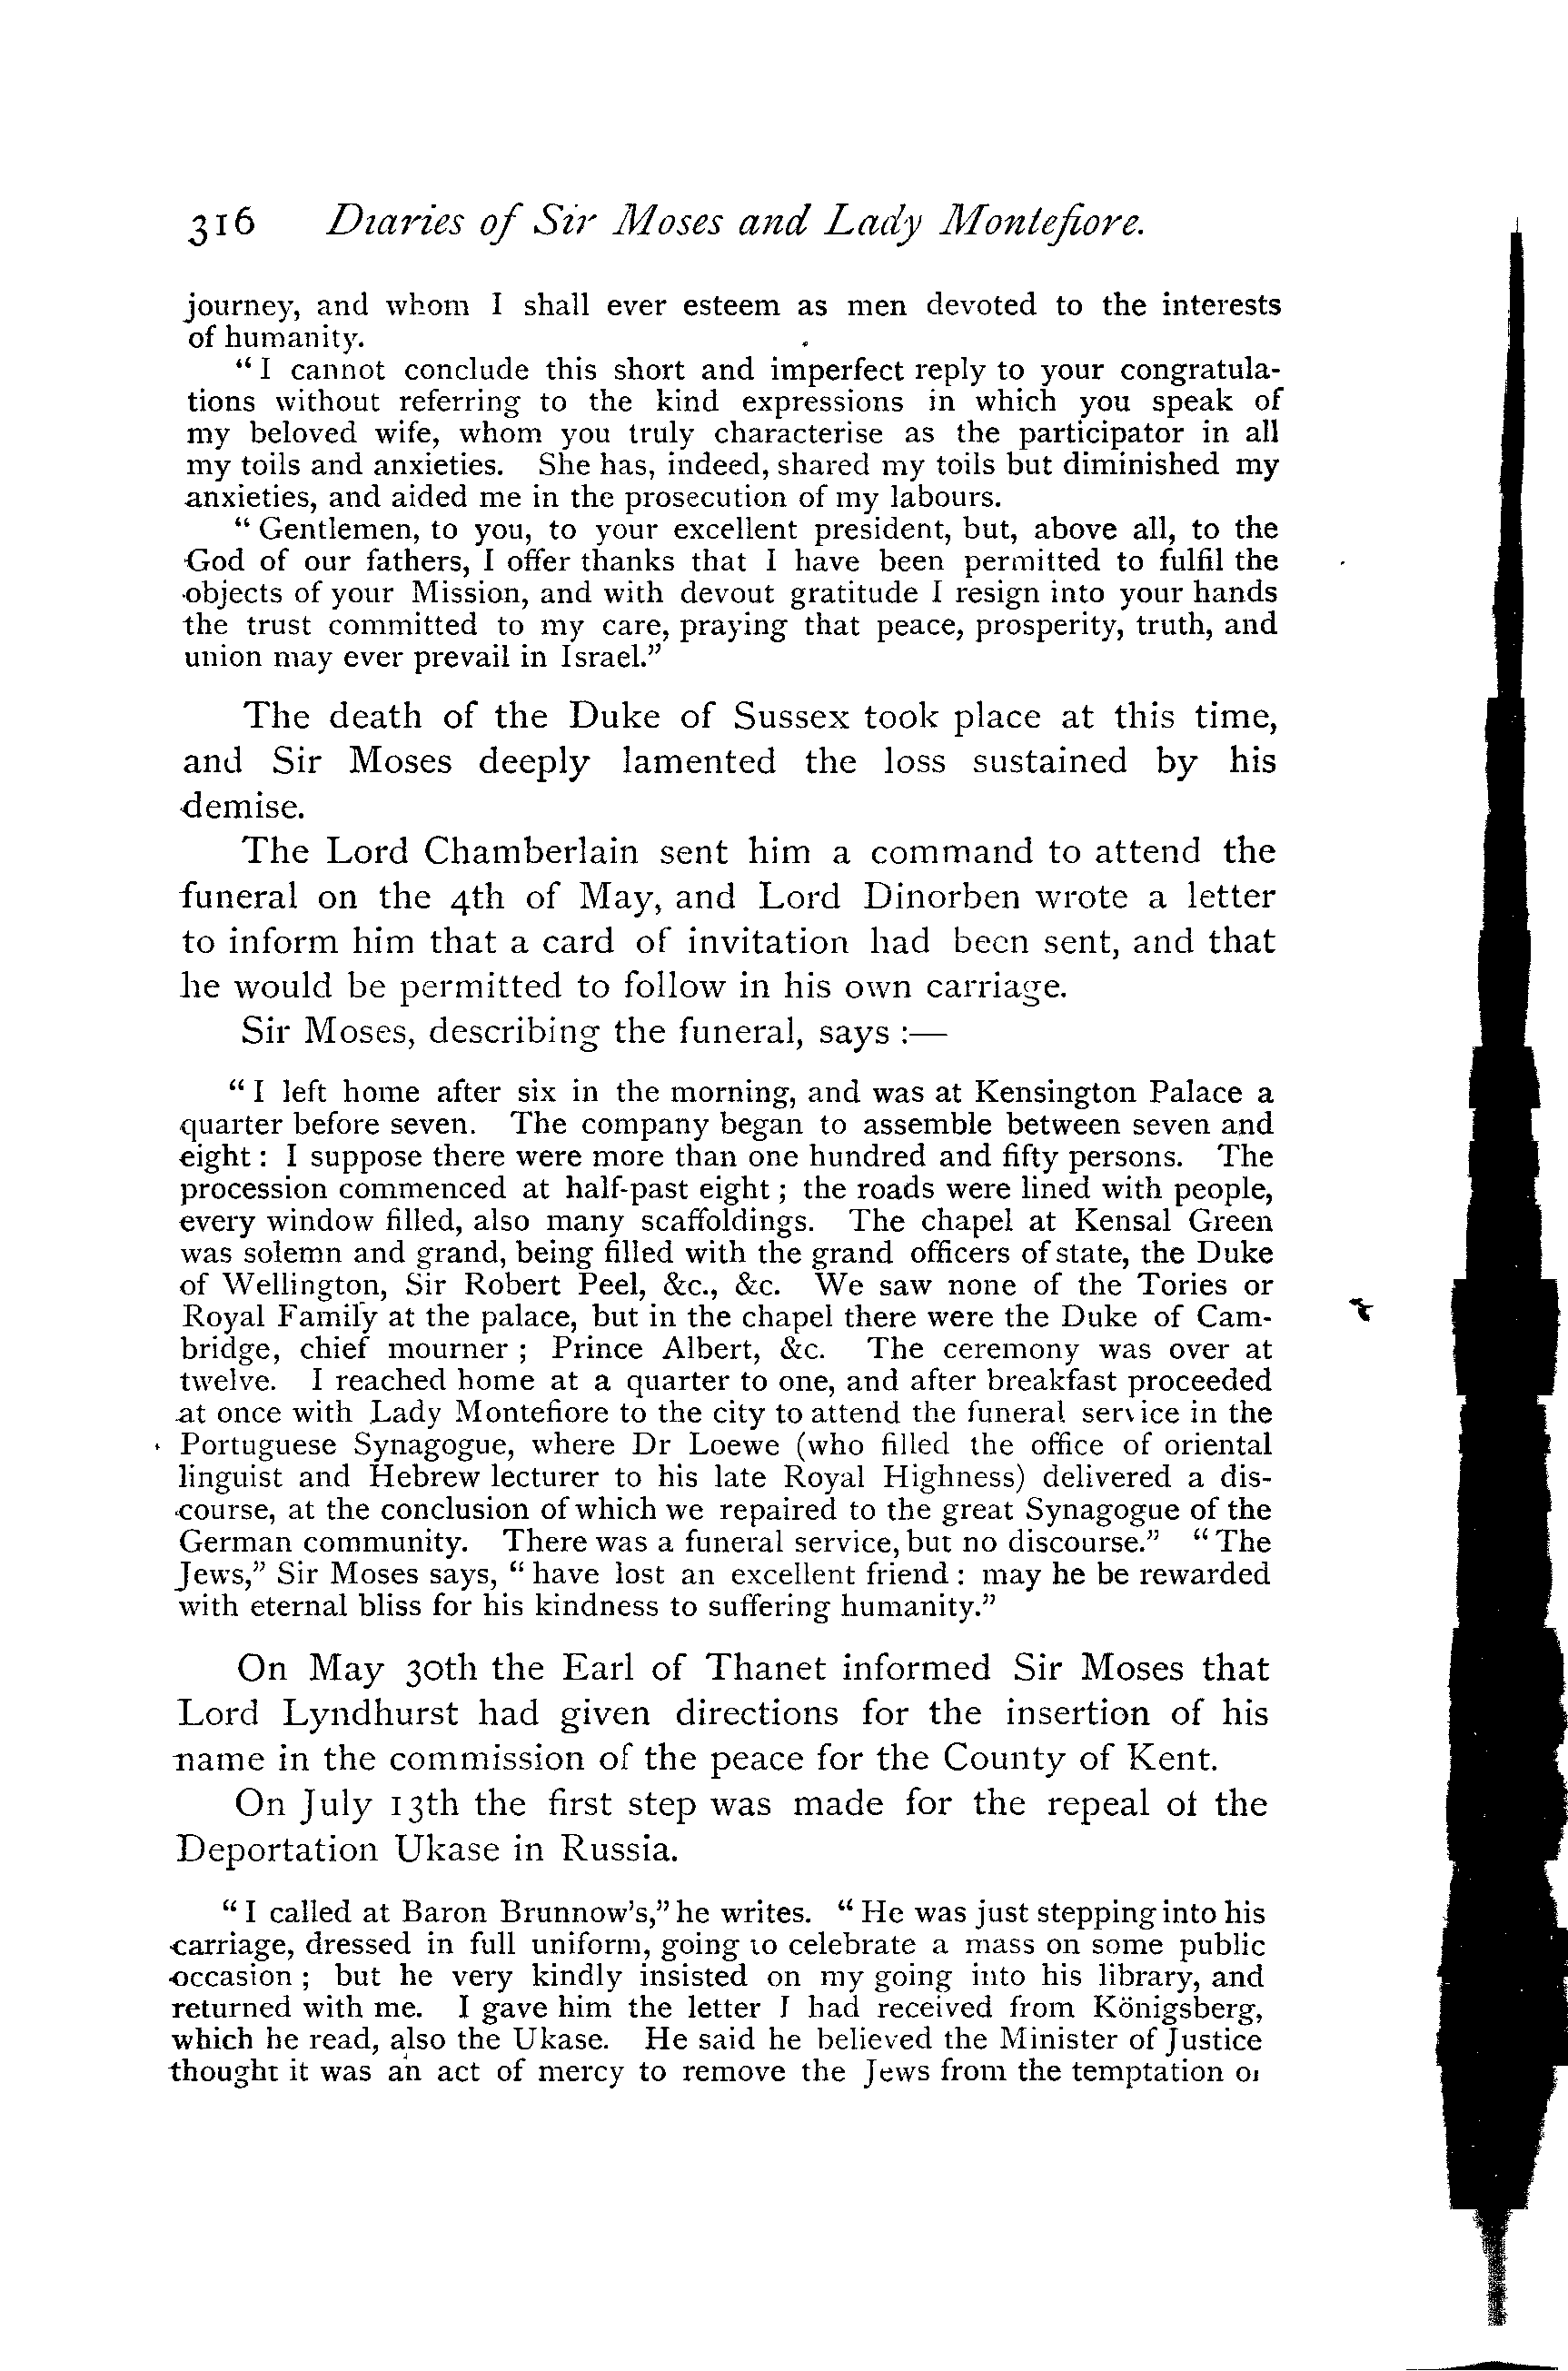 316 Diaries of Sir Moses and Lady Montefiore.
journey, and whom I shall ever esteem as men devoted to the interests
of humanity.
“ I cannot conclude this short and imperfect reply to your congratula-
tions without referring to the kind expressions in which you speak of
my beloved wife, whom you truly characterise as the participator in all
my toils and anxieties. She has, indeed, shared my toils but diminished my
anxieties, and aided me in the prosecution of my labours.
“ Gentlemen, to you, to your excellent president, but, above all, to the
God of our fathers, I offer thanks that I have been permitted to fulfil the
objects of your Mission, and with devout gratitude I resign into your hands
the trust committed to my care, praying that peace, prosperity, truth, and
union may ever prevail in Israel.”
The death of the Duke of Sussex took place at this time,
and Sir Moses deeply lamented the loss sustained by his
demise.
The Lord Chamberlain sent him a command to attend the
funeral on the 4th of May, and Lord Dinorben wrote a letter
to inform him that a card of invitation had been sent, and that
he would be permitted to follow in his own carriage.
Sir Moses, describing the funeral, says :—
“ I left home after six in the morning, and was at Kensington Palace a
quarter before seven. The company began to assemble between seven and
eight : I suppose there were more than one hundred and fifty persons. The
procession commenced at half-past eight ; the roads were lined with people,
every window filled, also many scaffoldings. The chapel at Kensal Green
was solemn and grand, being filled with the grand officers of state, the Duke
of Wellington, Sir Robert Peel, &c., &c. We saw none of the Tories or
Royal Family at the palace, but in the chapel there were the Duke of Cam-
bridge, chief mourner ; Prince Albert, &c. The ceremony was over at
twelve. I reached home at a quarter to one, and after breakfast proceeded
at once with Lady Montefiore to the city to attend the funeral service in the
Portuguese Synagogue, where Dr Loewe (who filled the office of oriental
linguist and Hebrew lecturer to his late Royal Highness) delivered a dis-
course, at the conclusion of which we repaired to the great Synagogue of the
German community. There was a funeral service, but no discourse.” “ The
Jews,” Sir Moses says, “ have lost an excellent friend : may he be rewarded
with eternal bliss for his kindness to suffering humanity.”
On May 30th the Earl of Thanet informed Sir Moses that
Lord Lyndhurst had given directions for the insertion of his
name in the commission of the peace for the County of Kent.
On July 13th the first step was made for the repeal of the
Deportation Ukase in Russia.
“ I called at Baron Brunnow's,” he writes. “ He was just stepping into his
carriage, dressed in full uniform, going to celebrate a mass on some public
occasion ; but he very kindly insisted on my going into his library, and
returned with me. I gave him the letter I had received from Königsberg,
which he read, also the Ukase. He said he believed the Minister of Justice
thought it was an act of mercy to remove the Jews from the temptation of